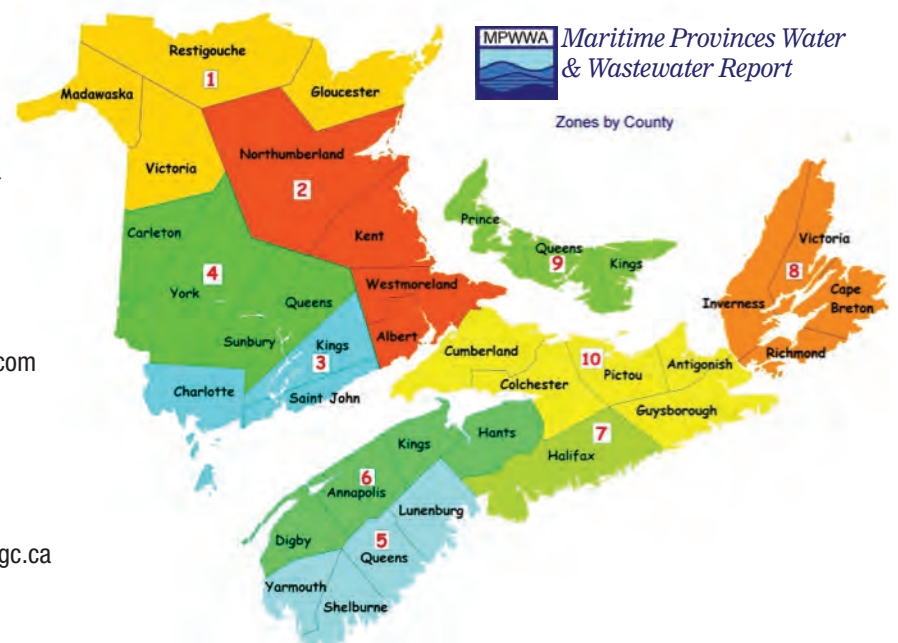 MPWWA
Maritime Provinces Water
& Wastewater Report
Zones by County
Restigouche
1
Madawaska
Gloucester
Victoria
Northumberland
2
Kent
Carleton
4
York
Queens
Sunbury
Westmoreland
Albert
Kings
3
Charlotte
Saint John
Prince
Queens
9
Kings
Victoria
8
Cape
Breton
Inverness
Richmond
Cumberland
10
Pictou
Antigonish
Colchester
Guysborough
7
Halifax
Hants
Kings
6
Annapolis
Digby
Lunenburg
5
Queens
Yarmouth
Shelburne
com
gc.ca